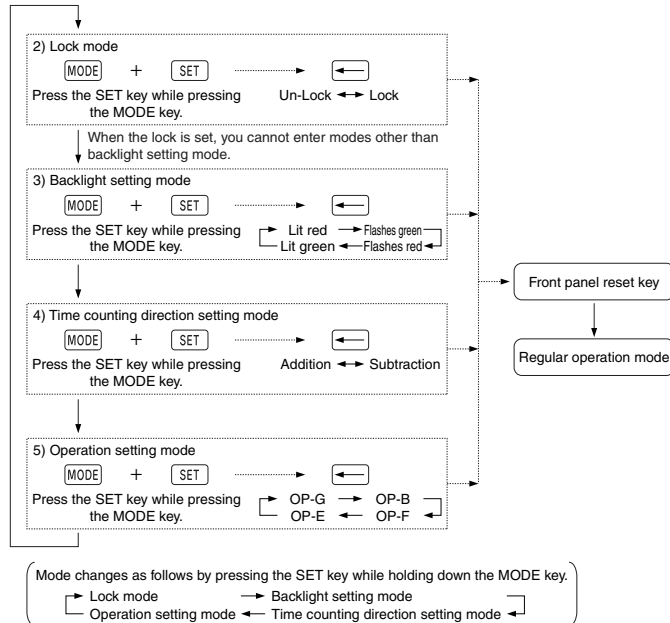 2) Lock mode
MODE + SET ←
Press the SET key while pressing
the MODE key.
Un-Lock ↔ Lock
When the lock is set, you cannot enter modes other than
backlight setting mode.
3) Backlight setting mode
MODE + SET ←
Press the SET key while pressing
the MODE key.
Lit red → Flashes green
Lit green ← Flashes red
4) Time counting direction setting mode
MODE + SET ←
Press the SET key while pressing
the MODE key.
Addition ↔ Subtraction
5) Operation setting mode
MODE + SET ←
Press the SET key while pressing
the MODE key.
OP-G → OP-B
OP-E ← OP-F
Front panel reset key
Regular operation mode
Mode changes as follows by pressing the SET key while holding down the MODE key.
Lock mode → Backlight setting mode
Operation setting mode ← Time counting direction setting mode